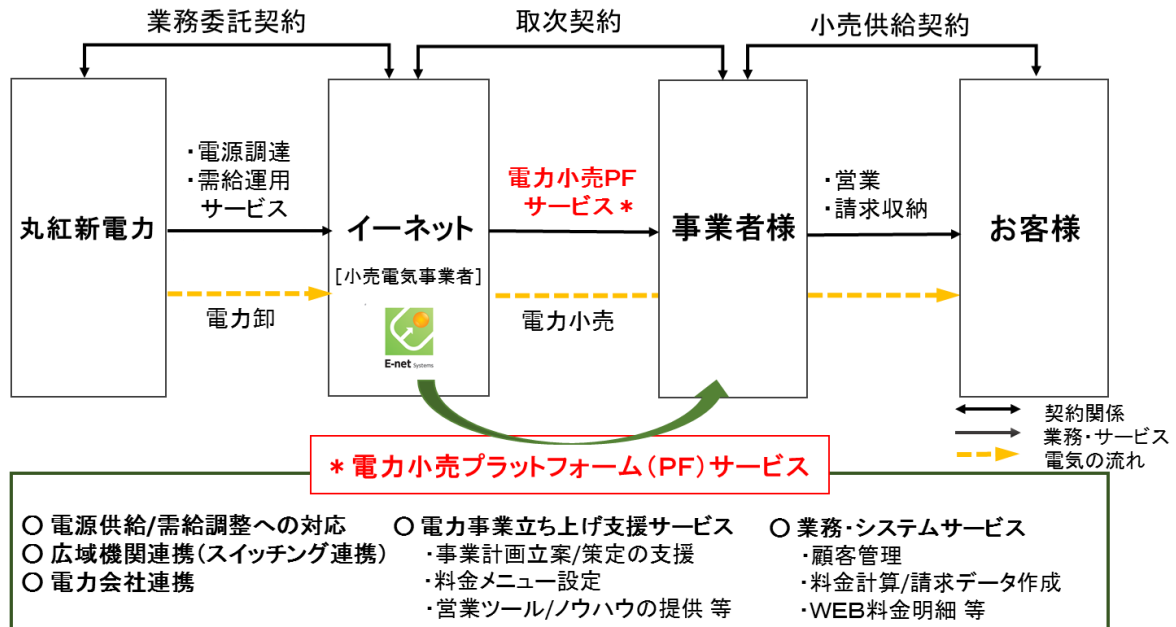 業務委託契約
取次契約
小売供給契約
丸紅新電力
・電源調達
・需給運用
サービス
電力卸
イーネット
[小売電気事業者]
E-net Systems
電力小売PF
サービス*
電力小売
事業者様
・営業
・請求収納
お客様
契約関係
業務・サービス
電気の流れ
*電力小売プラットフォーム(PF)サービス
〇 電源供給/需給調整への対応
〇 広域機関連携(スイッチング連携)
〇 電力会社連携
〇 電力事業立ち上げ支援サービス
・事業計画立案/策定の支援
・料金メニュー設定
・営業ツール/ノウハウの提供 等
〇 業務・システムサービス
・顧客管理
・料金計算/請求データ作成
・WEB料金明細 等